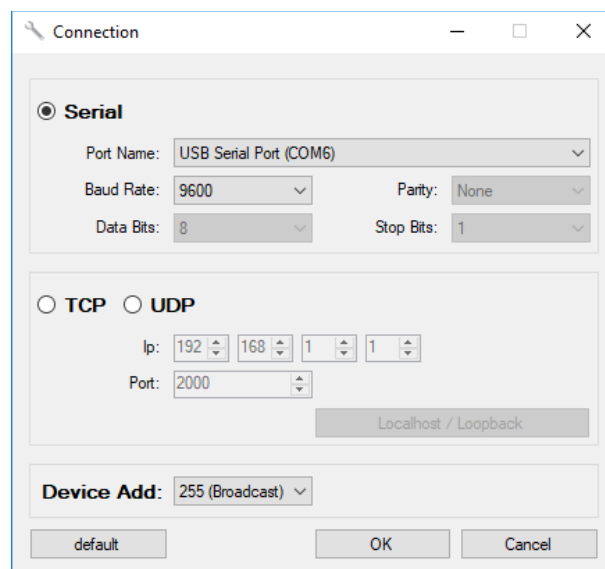 Connection
Serial
Port Name: USB Serial Port (COM6)
Baud Rate: 9600 Parity: None
Data Bits: 8 Stop Bits: 1
TCP UDP
Ip: 192 168 1 1
Port: 2000
Localhost / Loopback
Device Add: 255 (Broadcast)
default OK Cancel